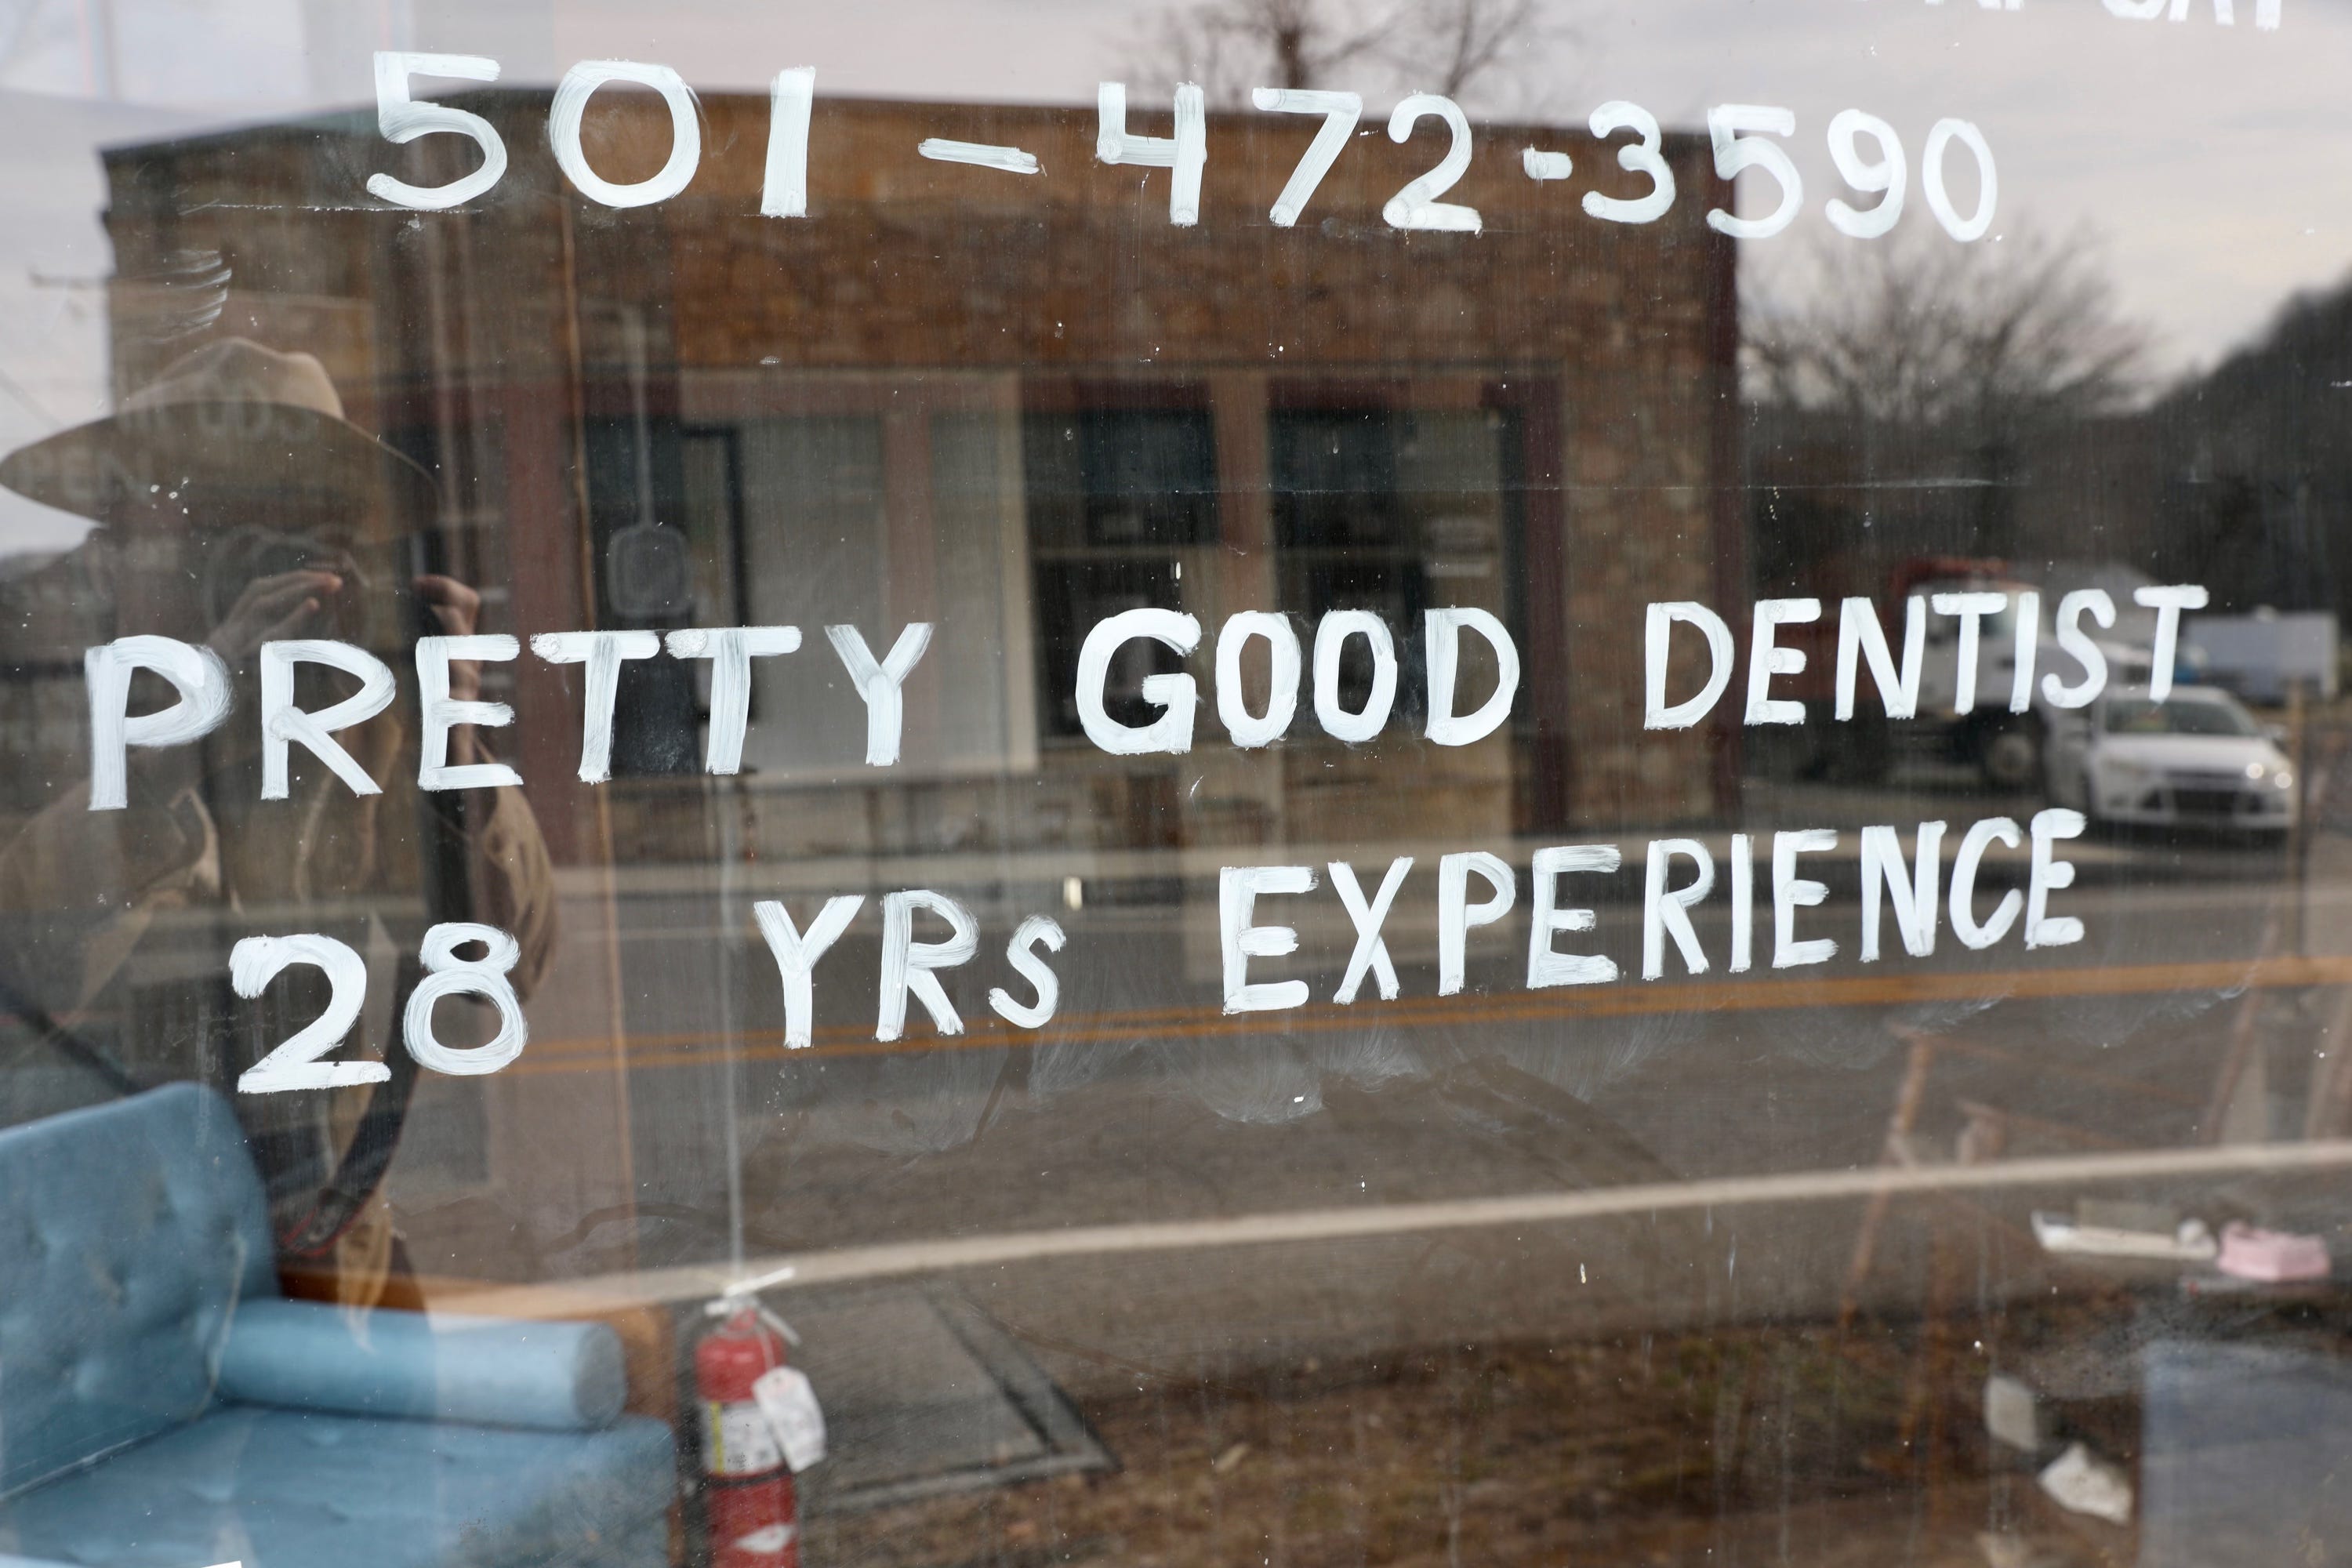 501-472-3590
PRETTY GOOD DENTIST
28 YRS EXPERIENCE